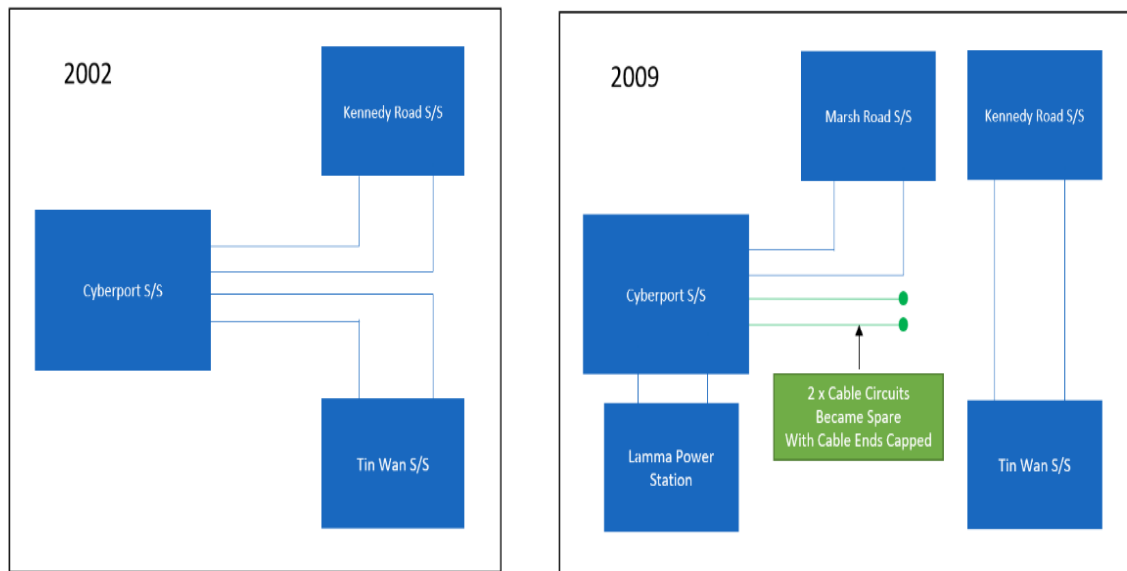 2002
Kennedy Road S/S
Cyberport S/S
Tin Wan S/S
2009
Marsh Road S/S
Kennedy Road S/S
Cyberport S/S
2 x Cable Circuits
Became Spare
With Cable Ends Capped
Lamma Power
Station
Tin Wan S/S